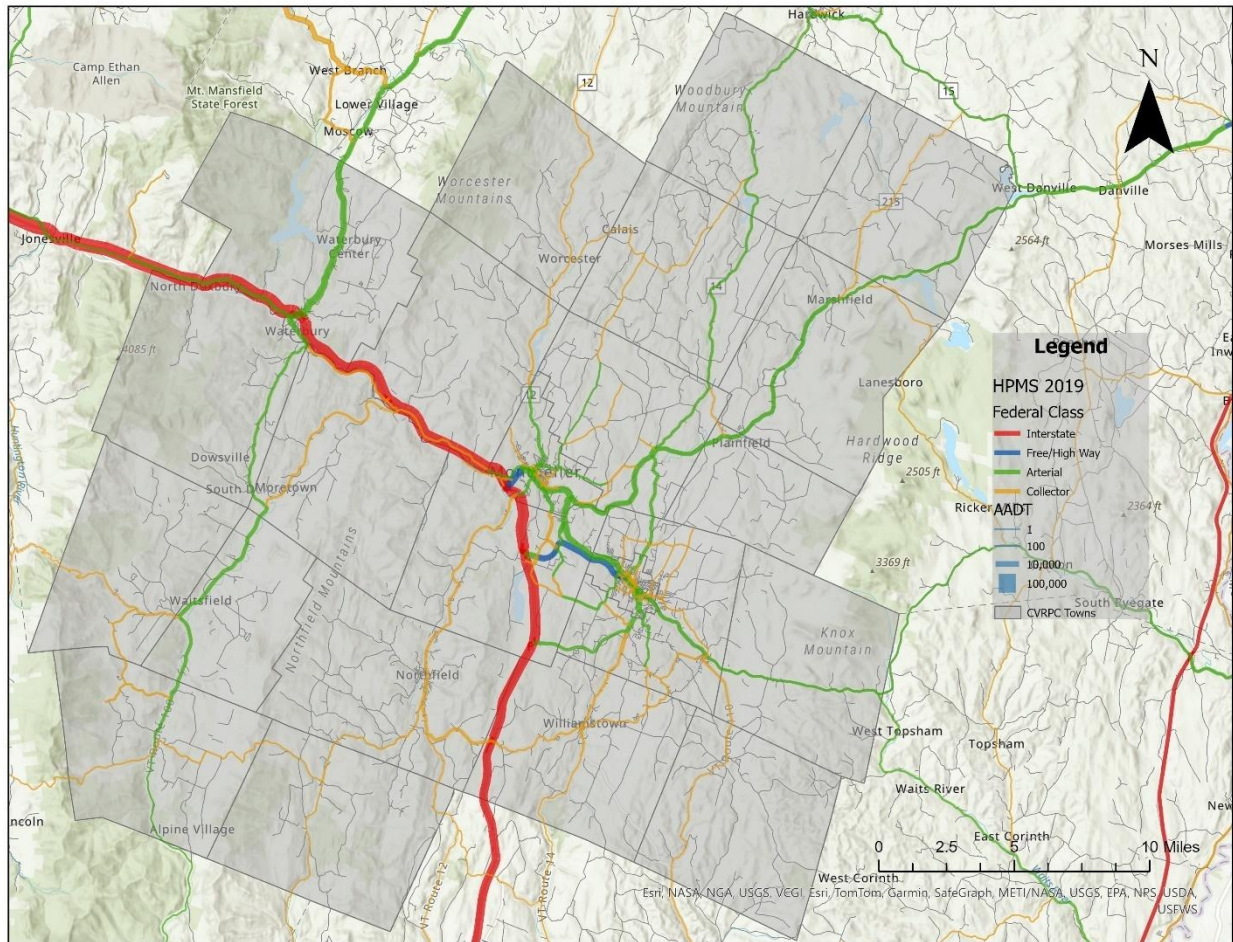 Hardwick
N
Camp Ethan
Allen
Mt. Mansfield
State Forest
West Branch
Lower Village
Moscow
12
Woodbury
Mountain
15
Worcester
Mountains
West Danville
Danville
215
2564 ft
Morses Mills
Jonesville
Waterbury
Center
Calais
Worcester
North Duxbury
14
Marshfield
Waterbury
4085 ft
Legend
HPMS 2019
Federal Class
Interstate
Free/High Way
Arterial
Collector
AADT
1
100
10,000
100,000
CVRPC Towns
Lanesboro
Plainfield
Hardwood
Ridge
2505 ft
2364 ft
Huntington River
Dowsville
Moretown
Montpelier
3369 ft
South Ryegate
Waitsfield
Northfield Mountains
Knox
Mountain
Northfield
Williamstown
West Topsham
Topsham
Waits River
Alpine Village
East Corinth
0 2.5 5 10 Miles
VT Route 12
VT Route 14
West Corinth
Esri, NASA, NGA, USGS, VCGI, Esri, TomTom, Garmin, SafeGraph, METI/NASA, USGS, EPA, NPS, USDA,
USFWS